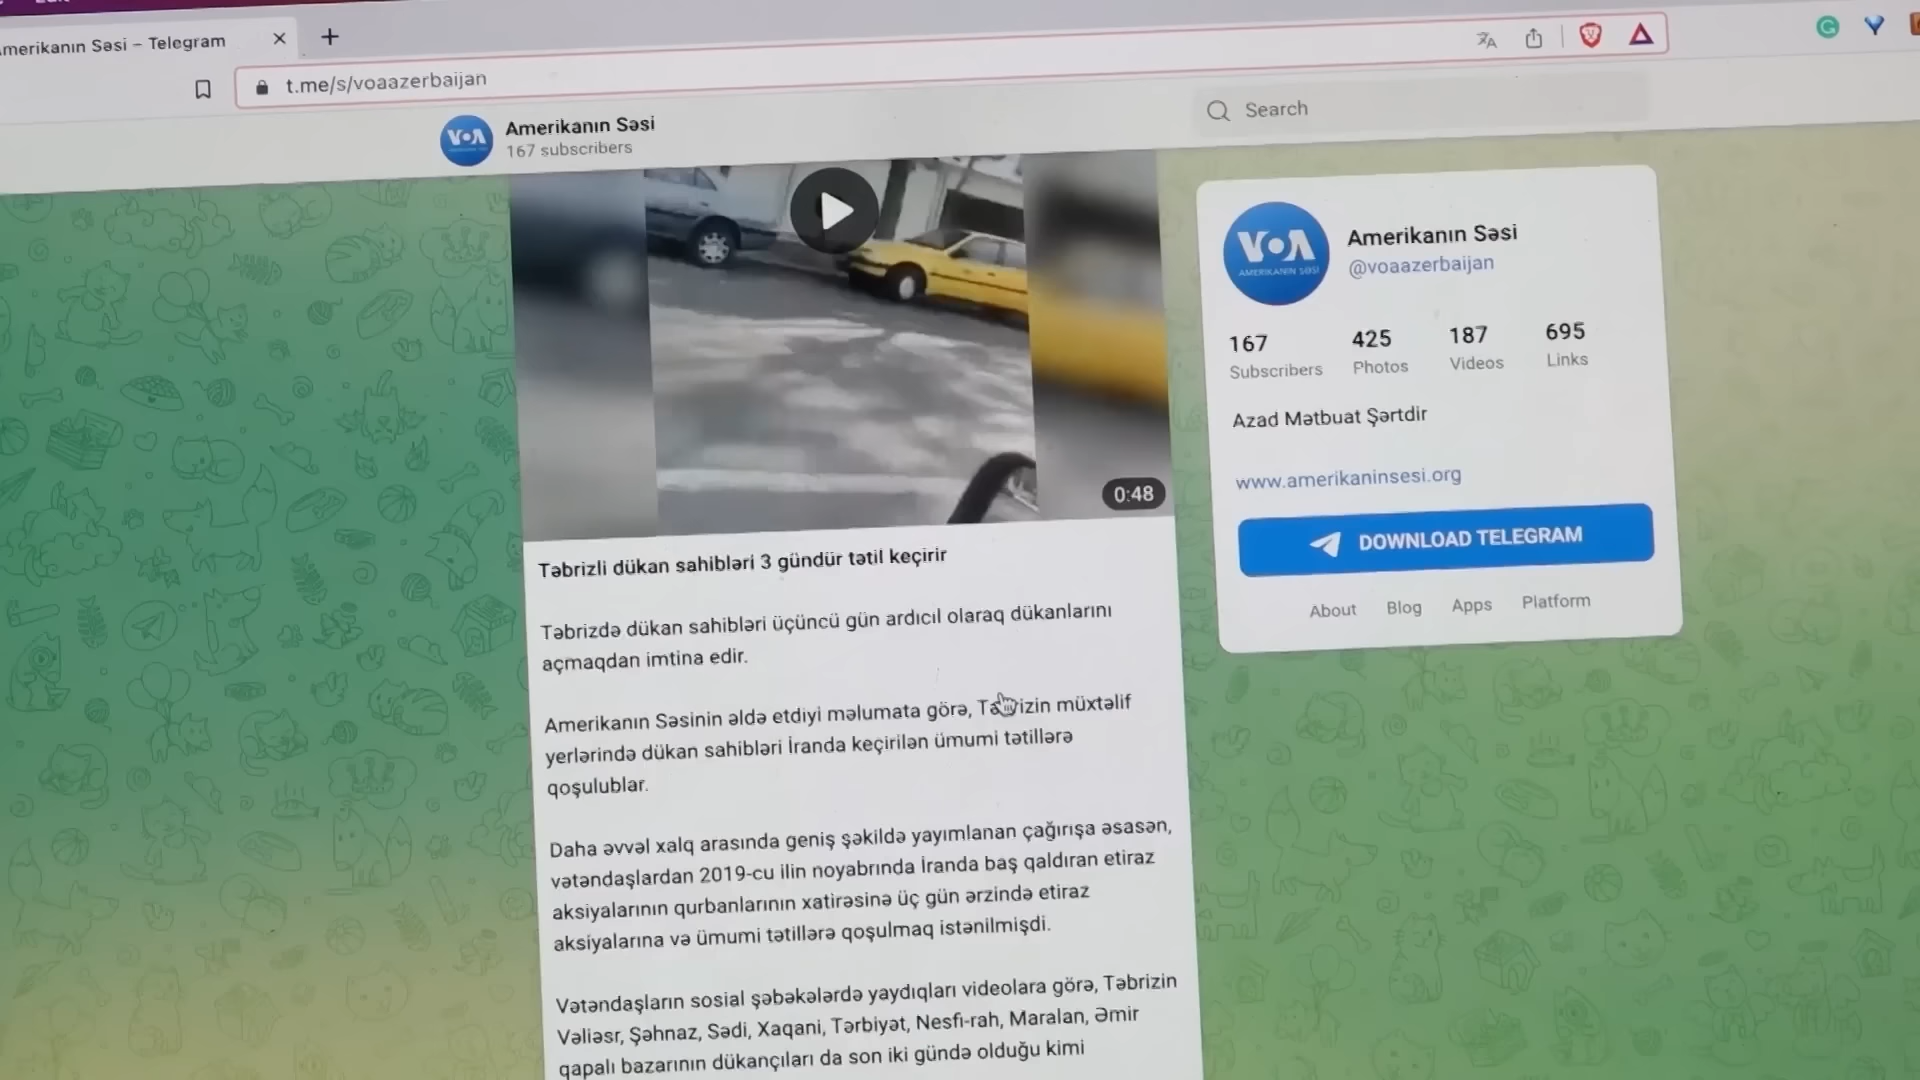 merikanın Səsi – Telegram
t.me/s/voaazerbaijan
VOA
Amerikanın Səsi
167 subscribers
Search
0:48
Təbrizli dükan sahibləri 3 gündür tətil keçirir
Təbrizdə dükan sahibləri üçüncü gün ardıcıl olaraq dükanlarını
açmaqdan imtina edir.
Amerikanın Səsinin əldə etdiyi məlumata görə, Təbrizin müxtəlif
yerlərində dükan sahibləri İranda keçirilən ümumi tətillərə
qoşulublar.
Daha əvvəl xalq arasında geniş şəkildə yayımlanan çağırışa əsasən,
vətəndaşlardan 2019-cu ilin noyabrında İranda baş qaldıran etiraz
aksiyalarının qurbanlarının xatirəsinə üç gün ərzində etiraz
aksiyalarına və ümumi tətillərə qoşulmaq istənilmişdi.
Vətəndaşların sosial şəbəkələrdə yaydıqları videolara görə, Təbrizin
Vəliəsr, Şəhnaz, Sədi, Xaqani, Tərbiyət, Nesfi-rah, Maralan, Əmir
qapalı bazarının dükançıları da son iki gündə olduğu kimi
VOA
AMERİKANIN SƏSİ
Amerikanın Səsi
@voaazerbaijan
167 425 187 695
Subscribers Photos Videos Links
Azad Mətbuat Şərtdir
www.amerikaninsesi.org
DOWNLOAD TELEGRAM
About Blog Apps Platform